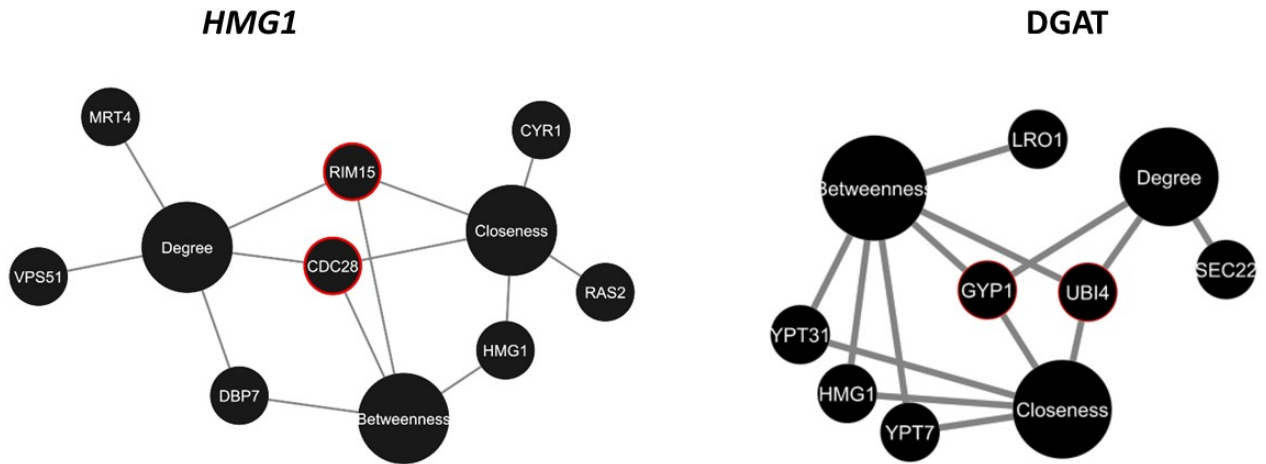 HMG1
DGAT
MRT4
CYR1
RIM15
Degree
Closeness
CDC28
VPS51
RAS2
HMG1
DBP7
Betweenness
LRO1
Betweenness
Degree
GYP1
UBI4
SEC22
YPT31
HMG1
Closeness
YPT7